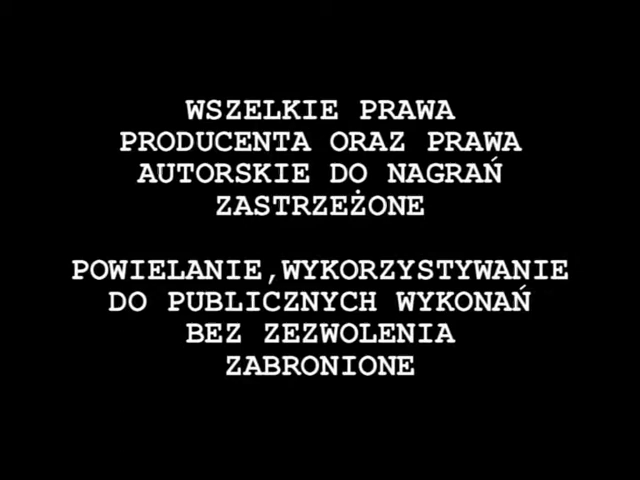 WSZELKIE PRAWA
PRODUCENTA ORAZ PRAWA
AUTORSKIE DO NAGRAŃ
ZASTRZEŻONE
POWIELANIE,WYKORZYSTYWANIE
DO PUBLICZNYCH WYKONAŃ
BEZ ZEZWOLENIA
ZABRONIONE